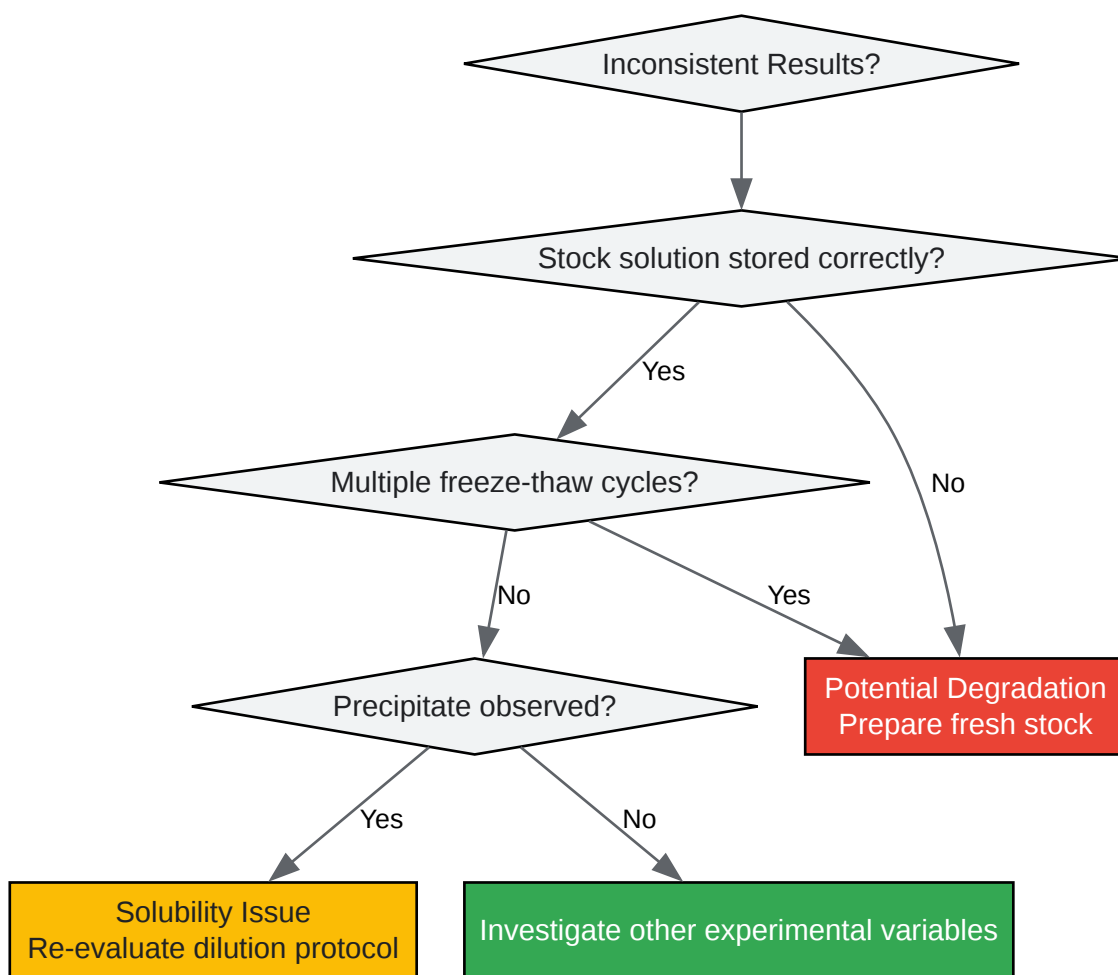 Inconsistent Results?
Stock solution stored correctly?
Yes
Multiple freeze-thaw cycles?
No
No
Yes
Precipitate observed?
Potential Degradation
Prepare fresh stock
Yes
No
Solubility Issue
Re-evaluate dilution protocol
Investigate other experimental variables